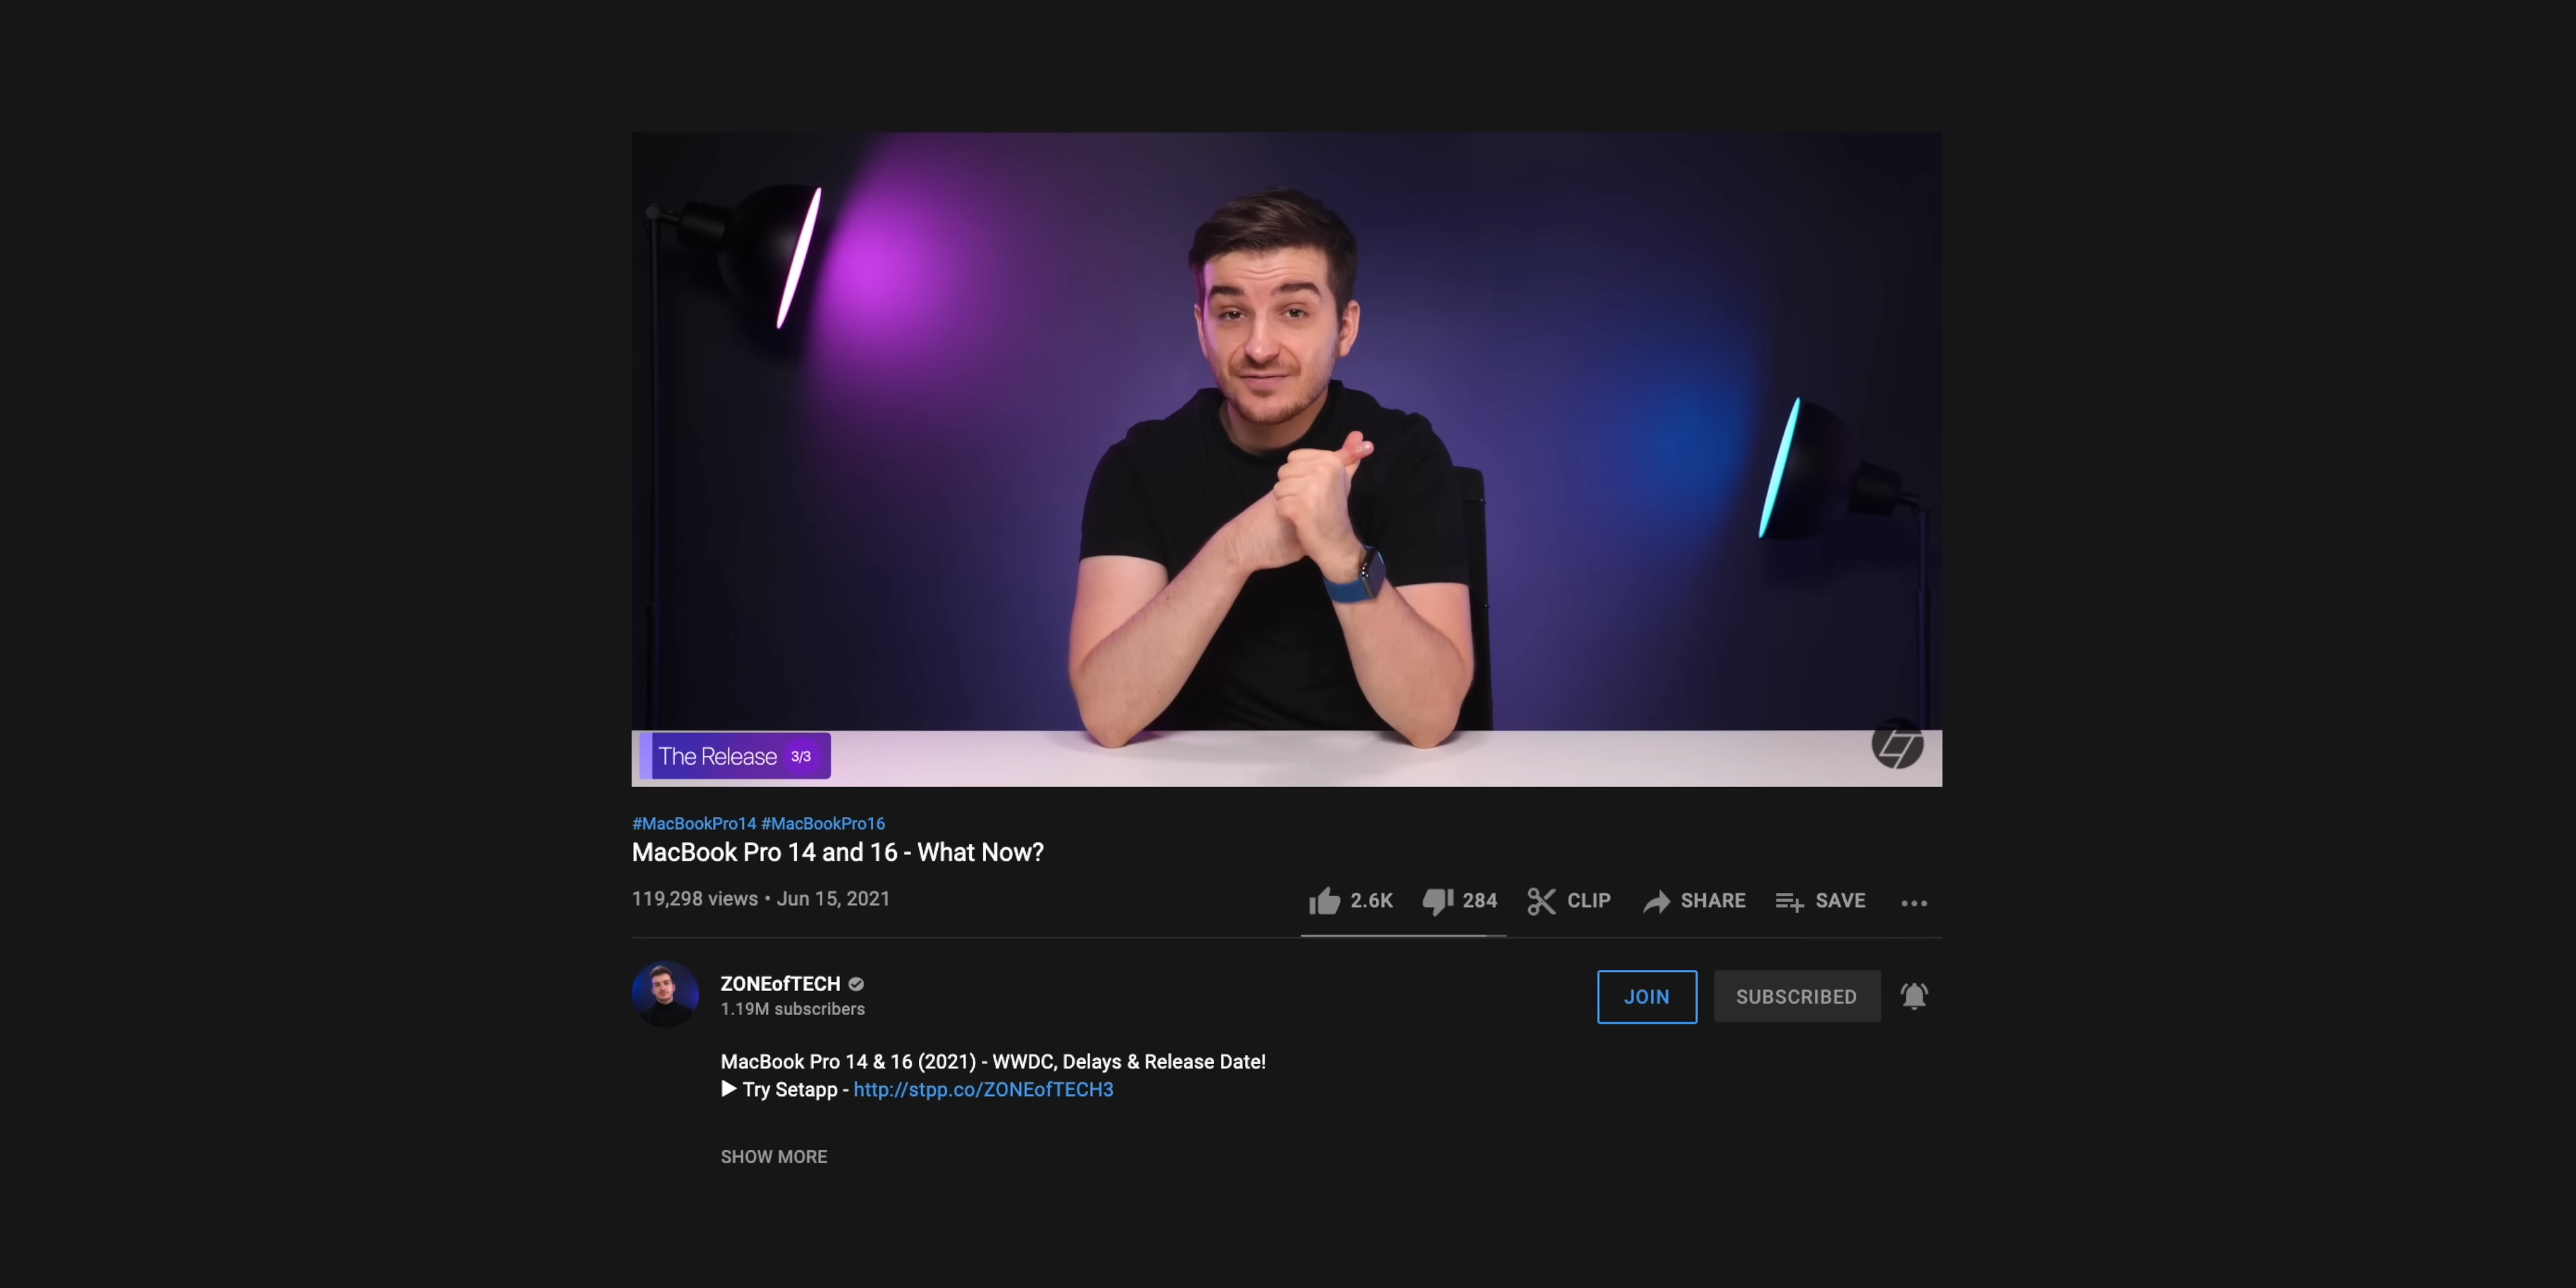 The Release 3/3
#MacBookPro14 #MacBookPro16
MacBook Pro 14 and 16 - What Now?
119,298 views • Jun 15, 2021
2.6K 284 CLIP SHARE SAVE
ZONEofTECH
1.19M subscribers
JOIN SUBSCRIBED
MacBook Pro 14 & 16 (2021) - WWDC, Delays & Release Date!
▶ Try Setapp - http://stpp.co/ZONEofTECH3
SHOW MORE